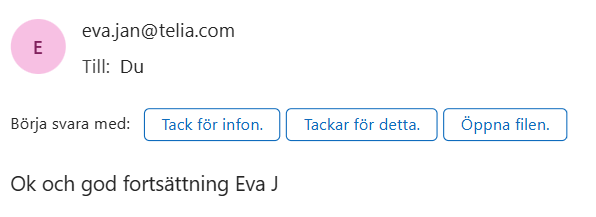 E
eva.jan@telia.com
Till: Du
Börja svara med: Tack för infon. Tackar för detta. Öppna filen.
Ok och god fortsättning Eva J